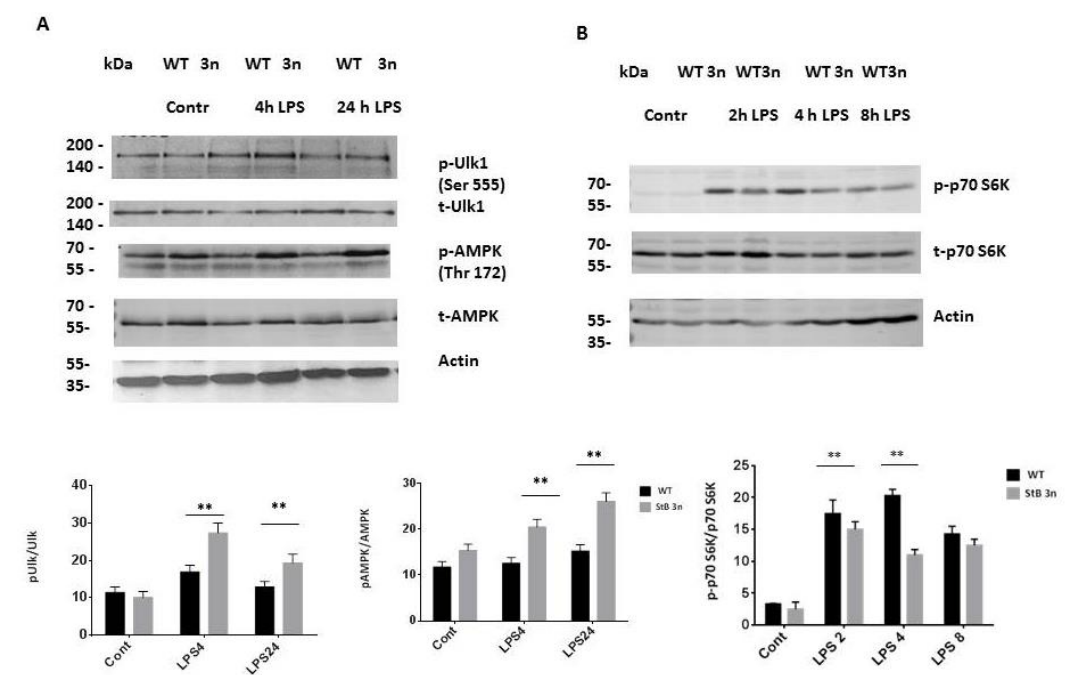 A
kDa WT 3n WT 3n WT 3n
Contr 4h LPS 24 h LPS
200 -
140 -
p-Ulk1
(Ser 555)
200 -
140 -
t-Ulk1
70 -
55 -
p-AMPK
(Thr 172)
70 -
55-
t-AMPK
55-
35-
Actin
B
kDa WT 3n WT3n WT 3n WT3n
Contr 2h LPS 4 h LPS 8h LPS
70-
55-
p-p70 S6K
70-
55-
t-p70 S6K
55-
35-
Actin
pUlk/Ulk
40
30
20
10
0
** **
Cont LPS4 LPS24
pAMPK/AMPK
30
20
10
0
** **
Cont LPS4 LPS24
WT
StB 3n
p-p70 S6K/p70 S6K
25
20
15
10
5
0
** **
Cont LPS 2 LPS 4 LPS 8
WT
StB 3n